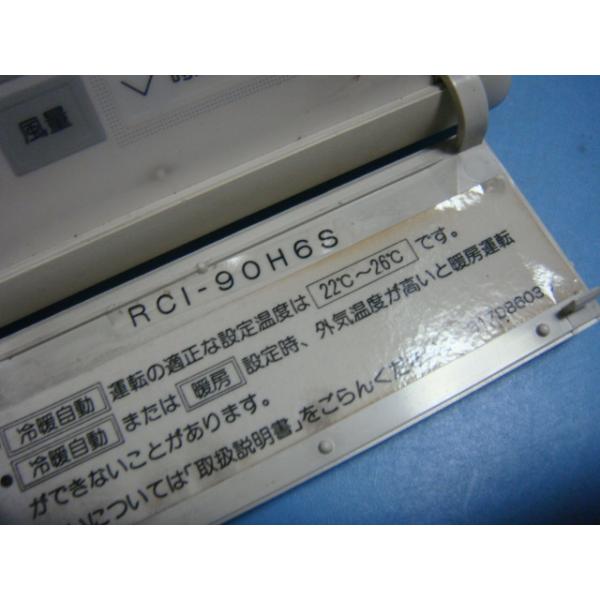 風量
RCI-90H6S
冷暖自動 運転の適正な設定温度は 22℃～26℃ です。
冷暖自動 または 暖房 設定時、外気温度が高いと暖房運転
ができないことがあります。
については「取扱説明書」をごらんくだ